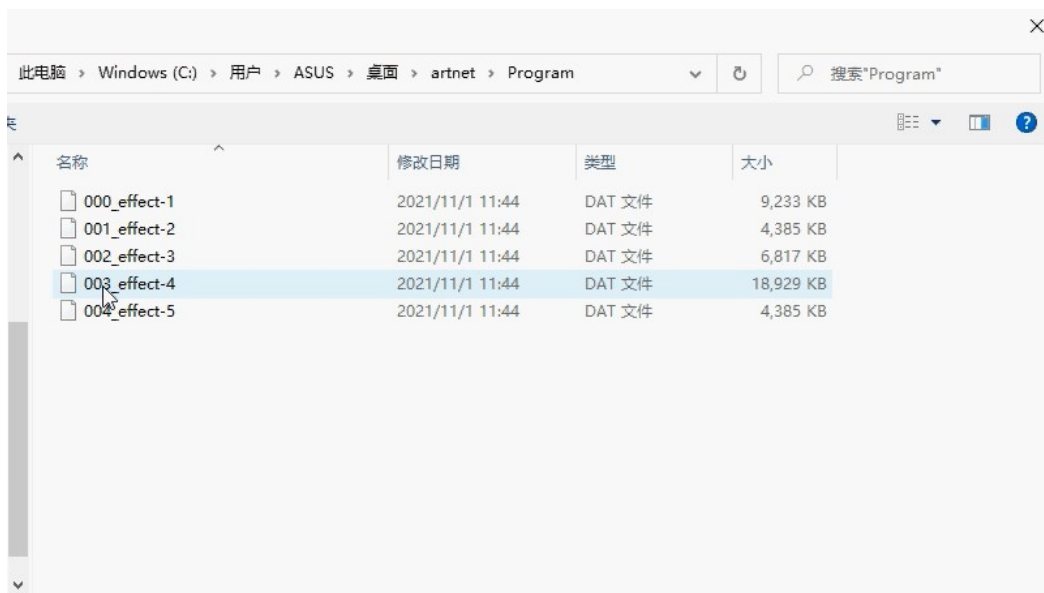 此电脑 › Windows (C:) › 用户 › ASUS › 桌面 › artnet › Program 搜索"Program"
夹 ?
名称 修改日期 类型 大小
000_effect-1 2021/11/1 11:44 DAT 文件 9,233 KB
001_effect-2 2021/11/1 11:44 DAT 文件 4,385 KB
002_effect-3 2021/11/1 11:44 DAT 文件 6,817 KB
003_effect-4 2021/11/1 11:44 DAT 文件 18,929 KB
004_effect-5 2021/11/1 11:44 DAT 文件 4,385 KB